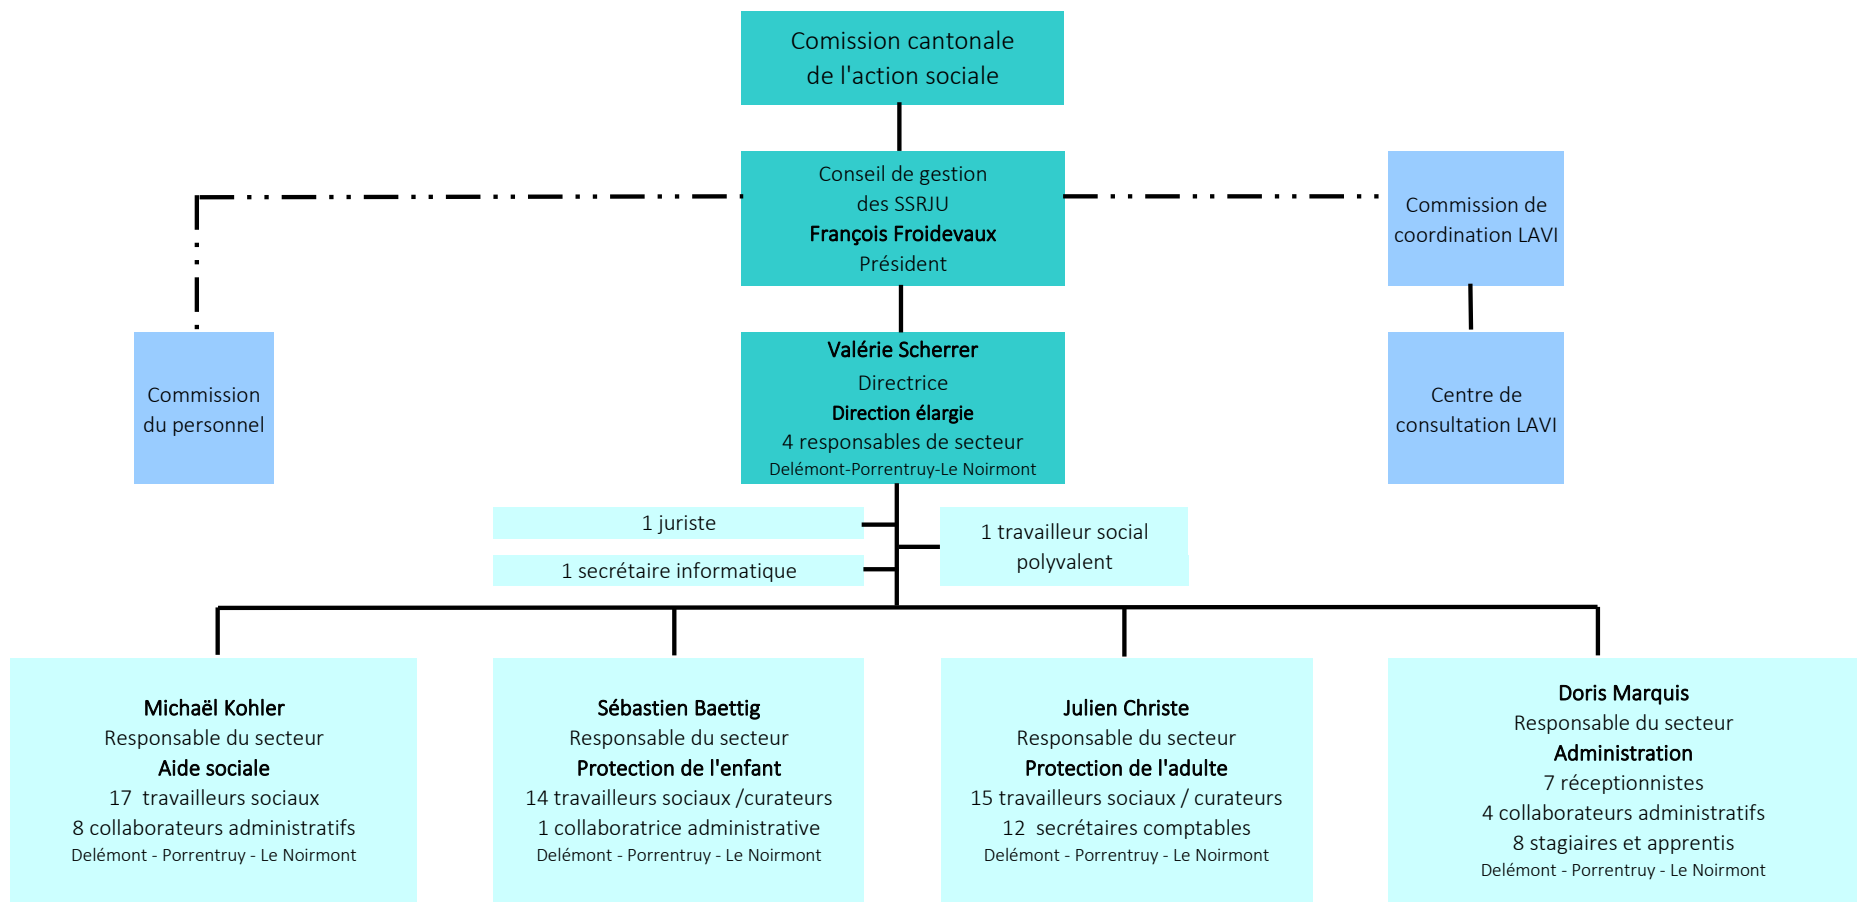 Comission cantonale
de l'action sociale
Conseil de gestion
des SSRJU
François Froidevaux
Président
Commission de
coordination LAVI
Commission
du personnel
Valérie Scherrer
Directrice
Direction élargie
4 responsables de secteur
Delémont-Porrentruy-Le Noirmont
Centre de
consultation LAVI
1 juriste
1 secrétaire informatique
1 travailleur social
polyvalent
Michaël Kohler
Responsable du secteur
Aide sociale
17 travailleurs sociaux
8 collaborateurs administratifs
Delémont - Porrentruy - Le Noirmont
Sébastien Baettig
Responsable du secteur
Protection de l'enfant
14 travailleurs sociaux /curateurs
1 collaboratrice administrative
Delémont - Porrentruy - Le Noirmont
Julien Christe
Responsable du secteur
Protection de l'adulte
15 travailleurs sociaux / curateurs
12 secrétaires comptables
Delémont - Porrentruy - Le Noirmont
Doris Marquis
Responsable du secteur
Administration
7 réceptionnistes
4 collaborateurs administratifs
8 stagiaires et apprentis
Delémont - Porrentruy - Le Noirmont